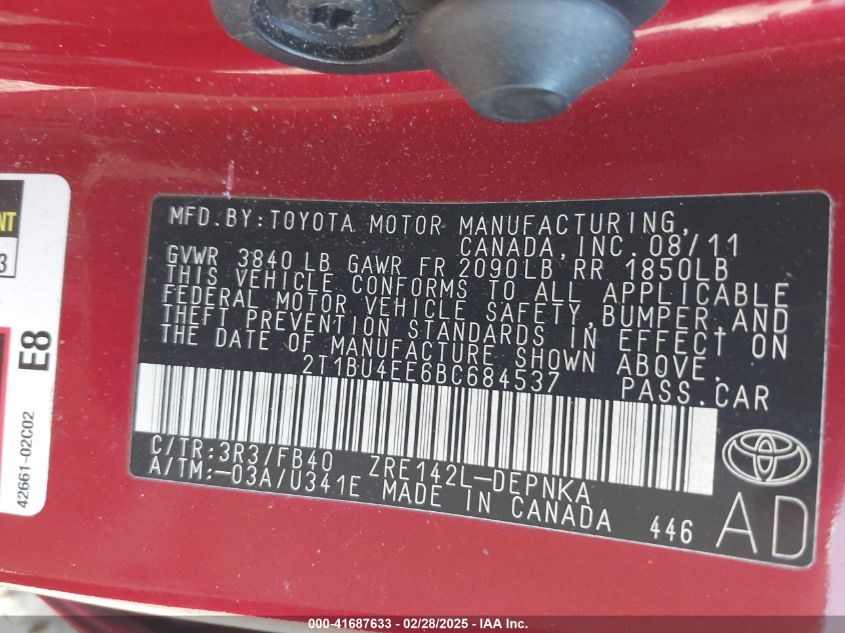 MFD.BY:TOYOTA MOTOR MANUFACTURING,
CANADA,INC.08/11
GVWR 3840LB GAWR FR 2090LB RR 1850LB
THIS VEHICLE CONFORMS TO ALL APPLICABLE
FEDERAL MOTOR VEHICLE SAFETY,BUMPER,AND
THEFT PREVENTION STANDARDS IN EFFECT ON
THE DATE OF MANUFACTURE SHOWN ABOVE.
2T1BU4EE6BC684537 PASS.CAR
C/TR:3R3/FB40 ZRE142L-DEPNKA
A/TM:-03A/U341E MADE IN CANADA 446
AD
E8
42661-02C02
000-41687633 - 02/28/2025 - IAA Inc.